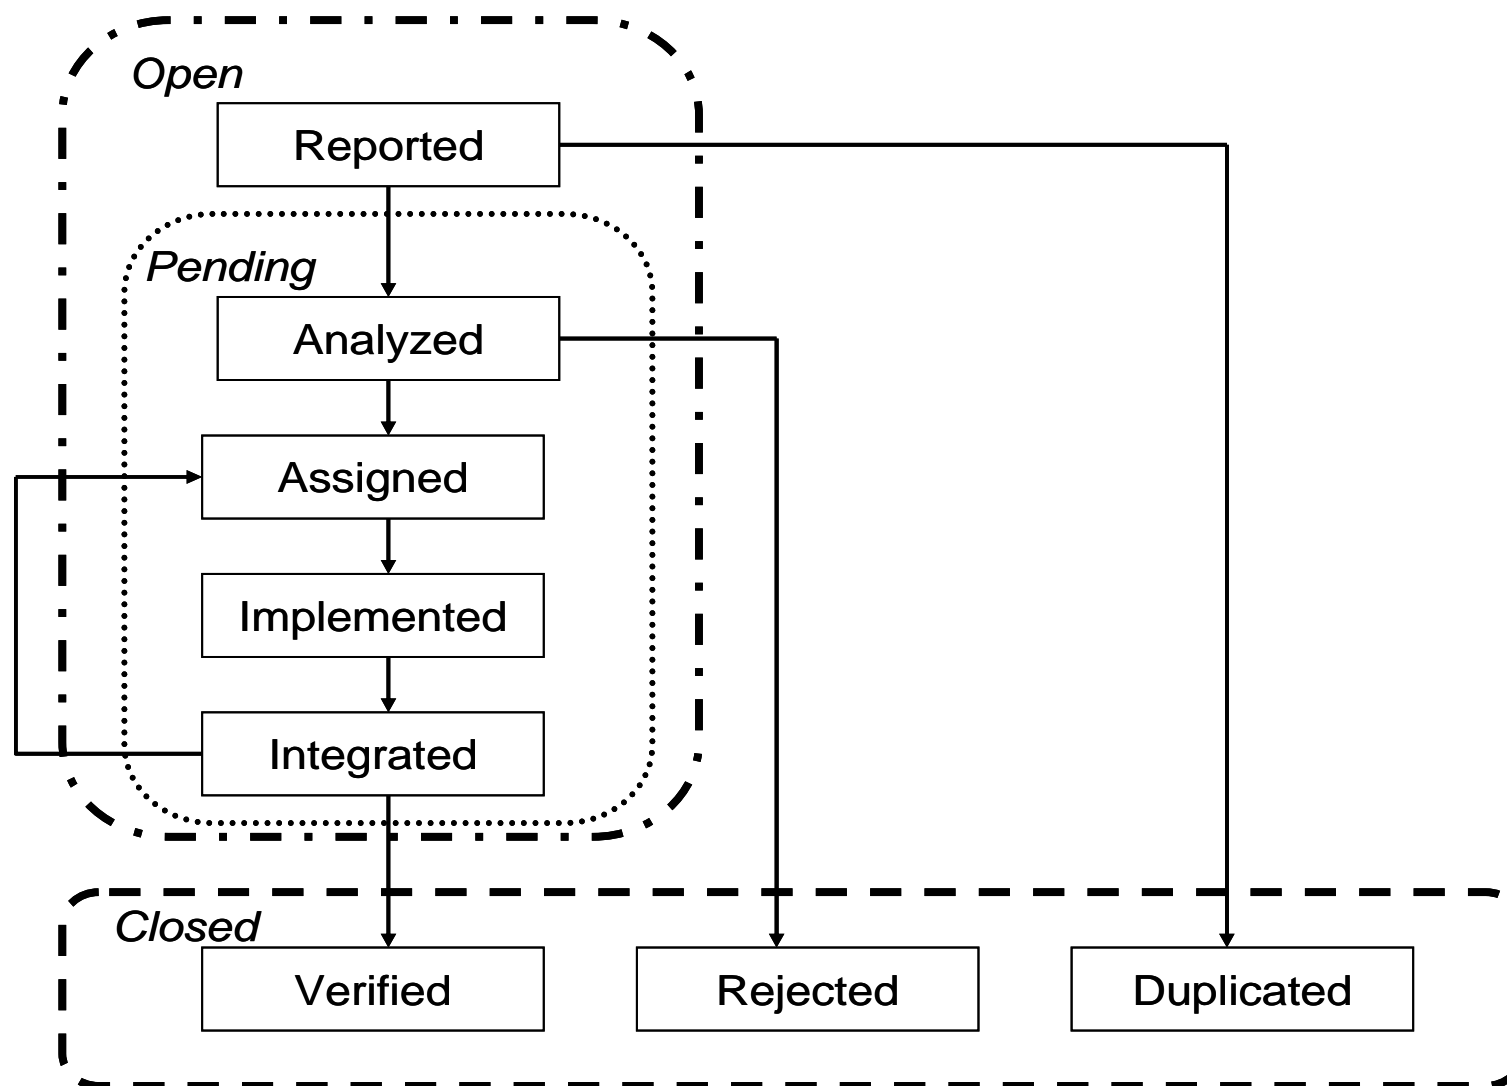 Open
Reported
Pending
Analyzed
Assigned
Implemented
Integrated
Closed
Verified
Rejected
Duplicated